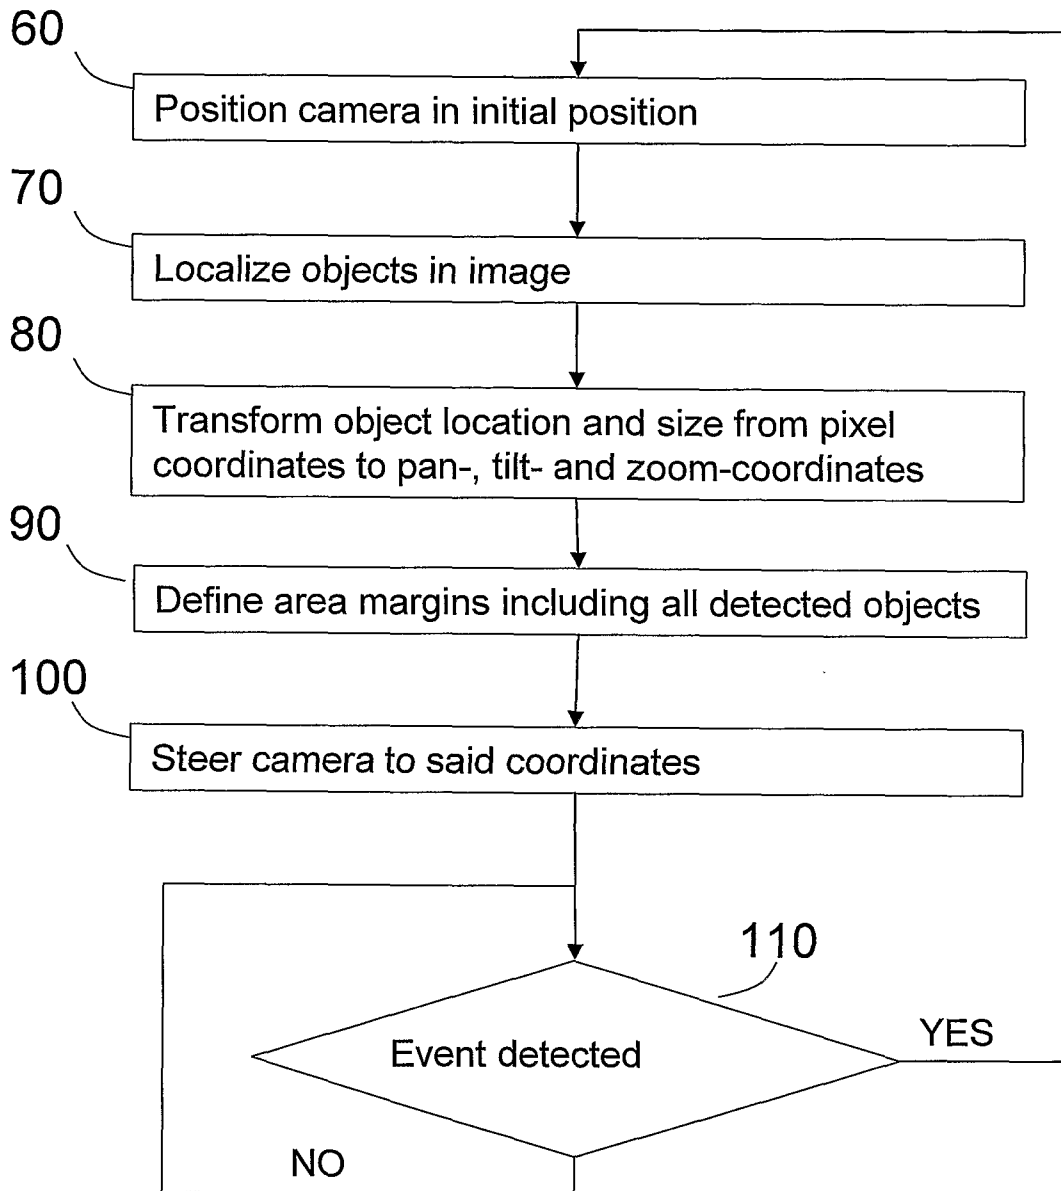 60
Position camera in initial position
70
Localize objects in image
80
Transform object location and size from pixel
coordinates to pan-, tilt- and zoom-coordinates
90
Define area margins including all detected objects
100
Steer camera to said coordinates
110
Event detected
YES
NO